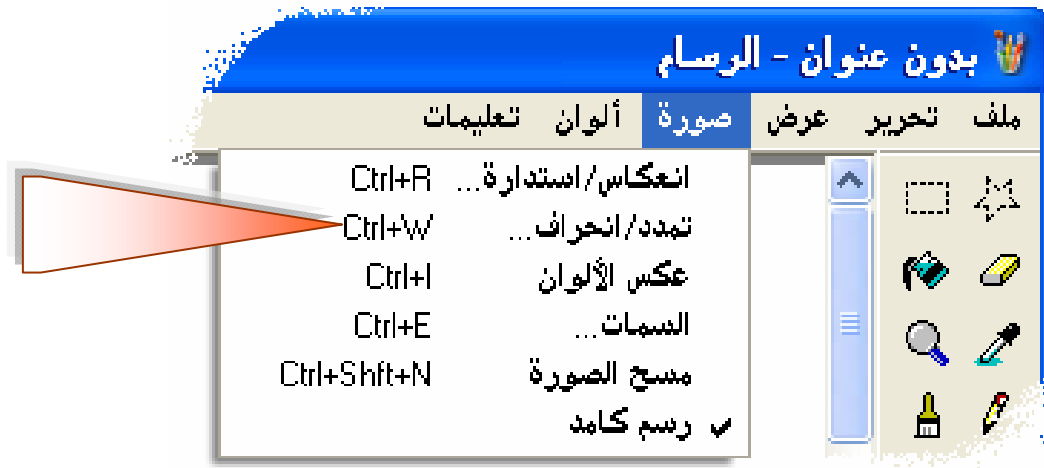 بدون عنوان - الرسام
ملف تحرير عرض صورة ألوان تعليمات
انعكاس/استدارة... Ctrl+R
تمدد/انحراف... Ctrl+W
عكس الألوان Ctrl+I
السمات... Ctrl+E
مسح الصورة Ctrl+Shft+N
✓ رسم كامد